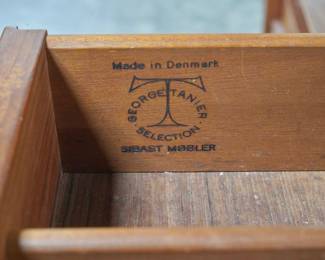 Made in Denmark
GEORGE TANIER
T
· SELECTION ·
SIBAST MØBLER